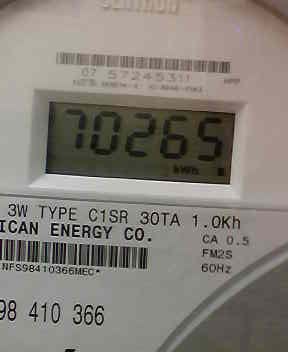 CENTRON
07 57245311
70265
kWh
3W TYPE C1SR 30TA 1.0Kh
ICAN ENERGY CO.
CA 0.5
FM2S
NFS98410366MEC*
60Hz
98 410 366